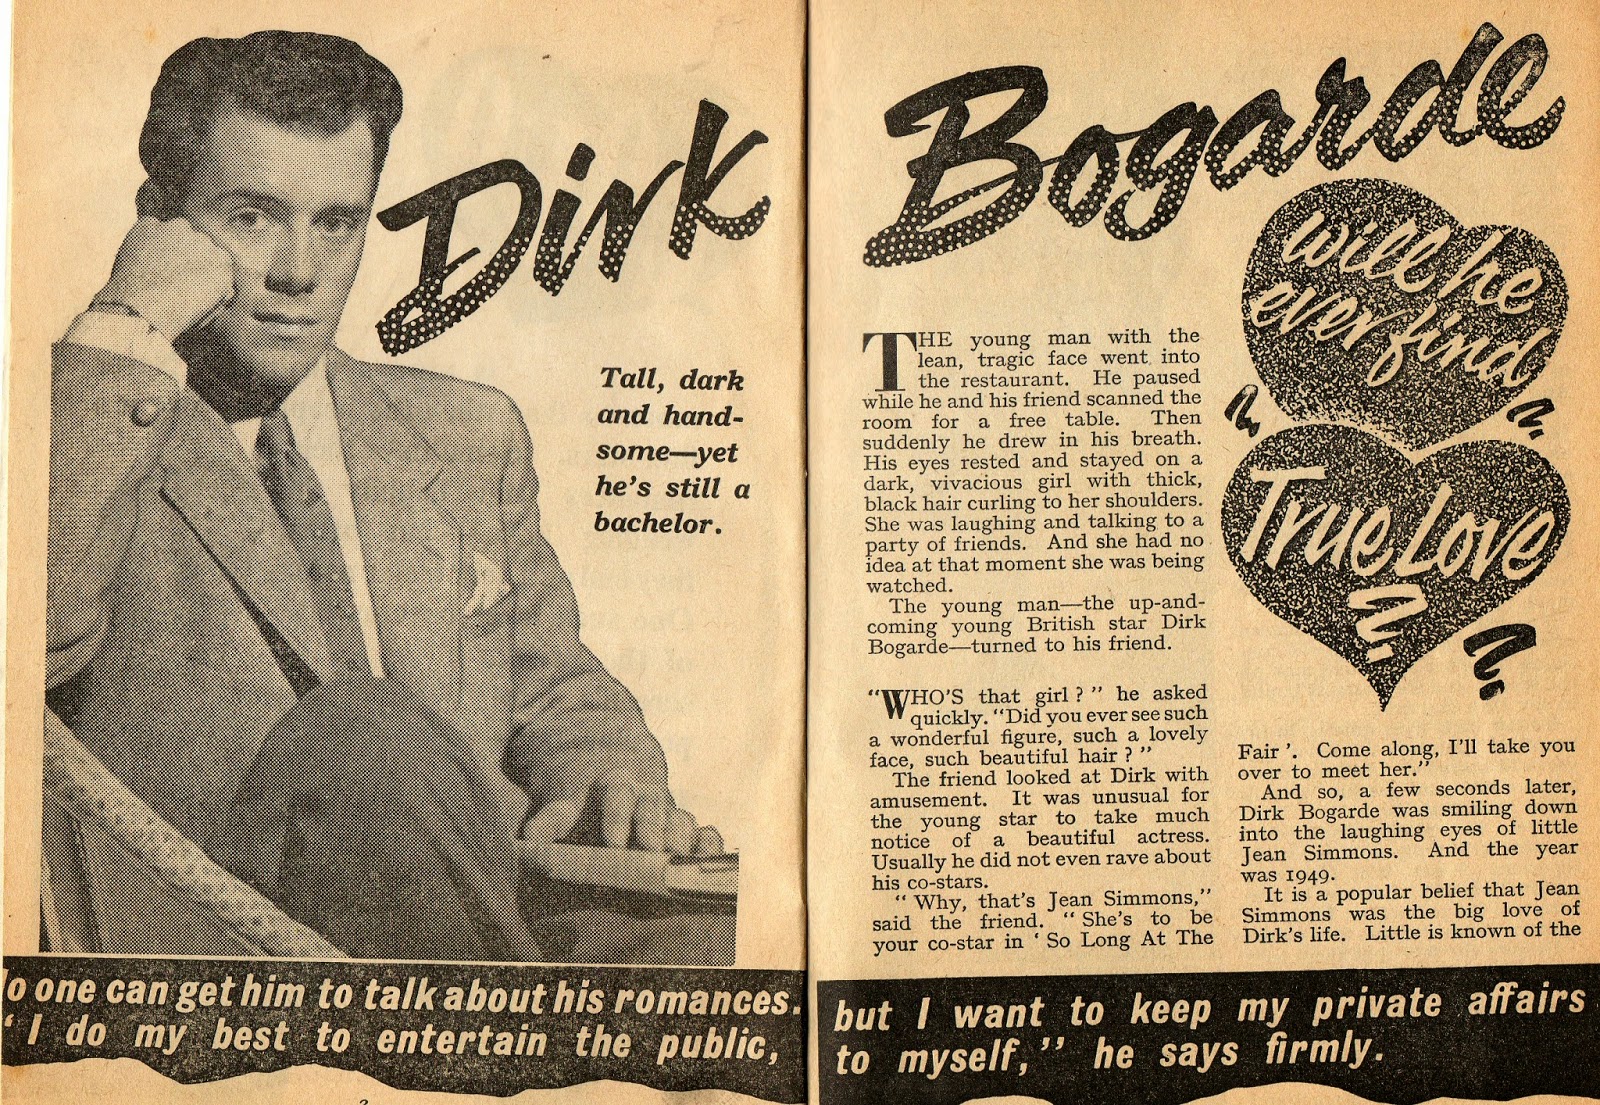 Dirk
Bogarde
will he
ever find
True Love
Tall, dark
and hand-
some—yet
he's still a
bachelor.
THE young man with the
lean, tragic face went into
the restaurant. He paused
while he and his friend scanned the
room for a free table. Then
suddenly he drew in his breath.
His eyes rested and stayed on a
dark, vivacious girl with thick,
black hair curling to her shoulders.
She was laughing and talking to a
party of friends. And she had no
idea at that moment she was being
watched.
The young man—the up-and-
coming young British star Dirk
Bogarde—turned to his friend.
"WHO'S that girl?" he asked
quickly. "Did you ever see such
a wonderful figure, such a lovely
face, such beautiful hair?"
The friend looked at Dirk with
amusement. It was unusual for
the young star to take much
notice of a beautiful actress.
Usually he did not even rave about
his co-stars.
"Why, that's Jean Simmons,"
said the friend. "She's to be
your co-star in 'So Long At The
Fair'. Come along, I'll take you
over to meet her."
And so, a few seconds later,
Dirk Bogarde was smiling down
into the laughing eyes of little
Jean Simmons. And the year
was 1949.
It is a popular belief that Jean
Simmons was the big love of
Dirk's life. Little is known of the
o one can get him to talk about his romances.
'I do my best to entertain the public,
but I want to keep my private affairs
to myself," he says firmly.